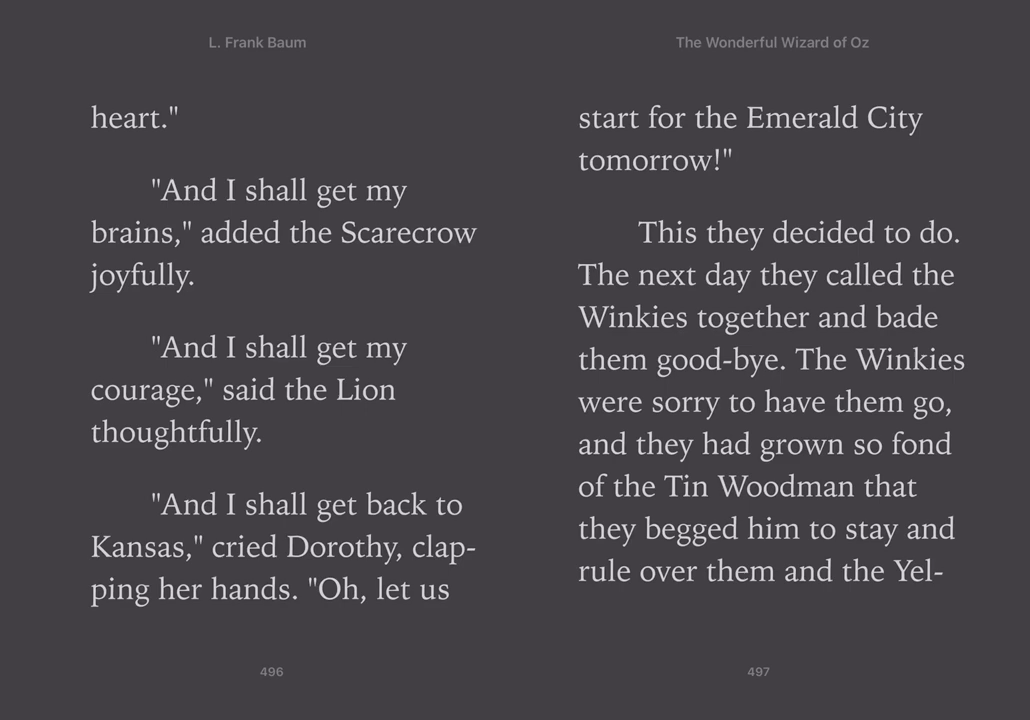 L. Frank Baum
heart."
"And I shall get my
brains," added the Scarecrow
joyfully.
"And I shall get my
courage," said the Lion
thoughtfully.
"And I shall get back to
Kansas," cried Dorothy, clap-
ping her hands. "Oh, let us
496
The Wonderful Wizard of Oz
start for the Emerald City
tomorrow!"
This they decided to do.
The next day they called the
Winkies together and bade
them good-bye. The Winkies
were sorry to have them go,
and they had grown so fond
of the Tin Woodman that
they begged him to stay and
rule over them and the Yel-
497